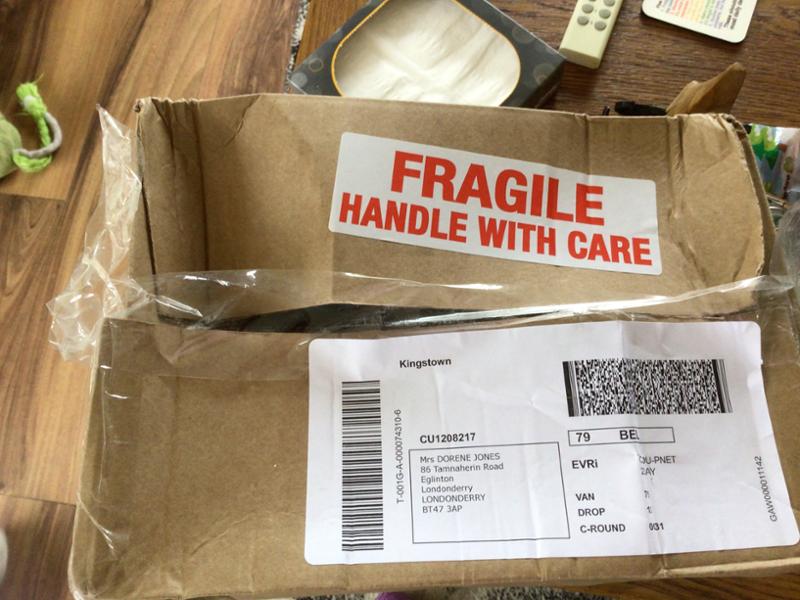 FRAGILE
HANDLE WITH CARE
Kingstown
T-001G-A-000074310-6
CU1208217
Mrs DORENE JONES
86 Tamnaherin Road
Eglinton
Londonderry
LONDONDERRY
BT47 3AP
79 BEL
EVRi
VAN
DROP
C-ROUND
GAW000011142